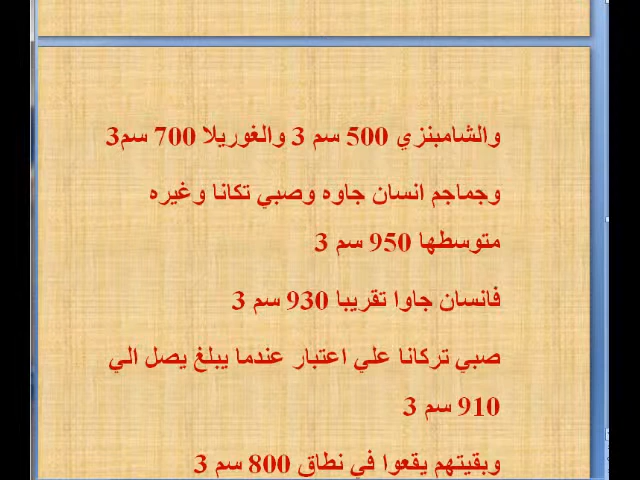 والشامبنزي 500 سم 3 والغوريلا 700 سم3
وجماجم انسان جاوه وصبي تكانا وغيره
متوسطها 950 سم 3
فانسان جاوا تقريبا 930 سم 3
صبي تركانا علي اعتبار عندما يبلغ يصل الي
910 سم 3
وبقيتهم يقعوا في نطاق 800 سم 3